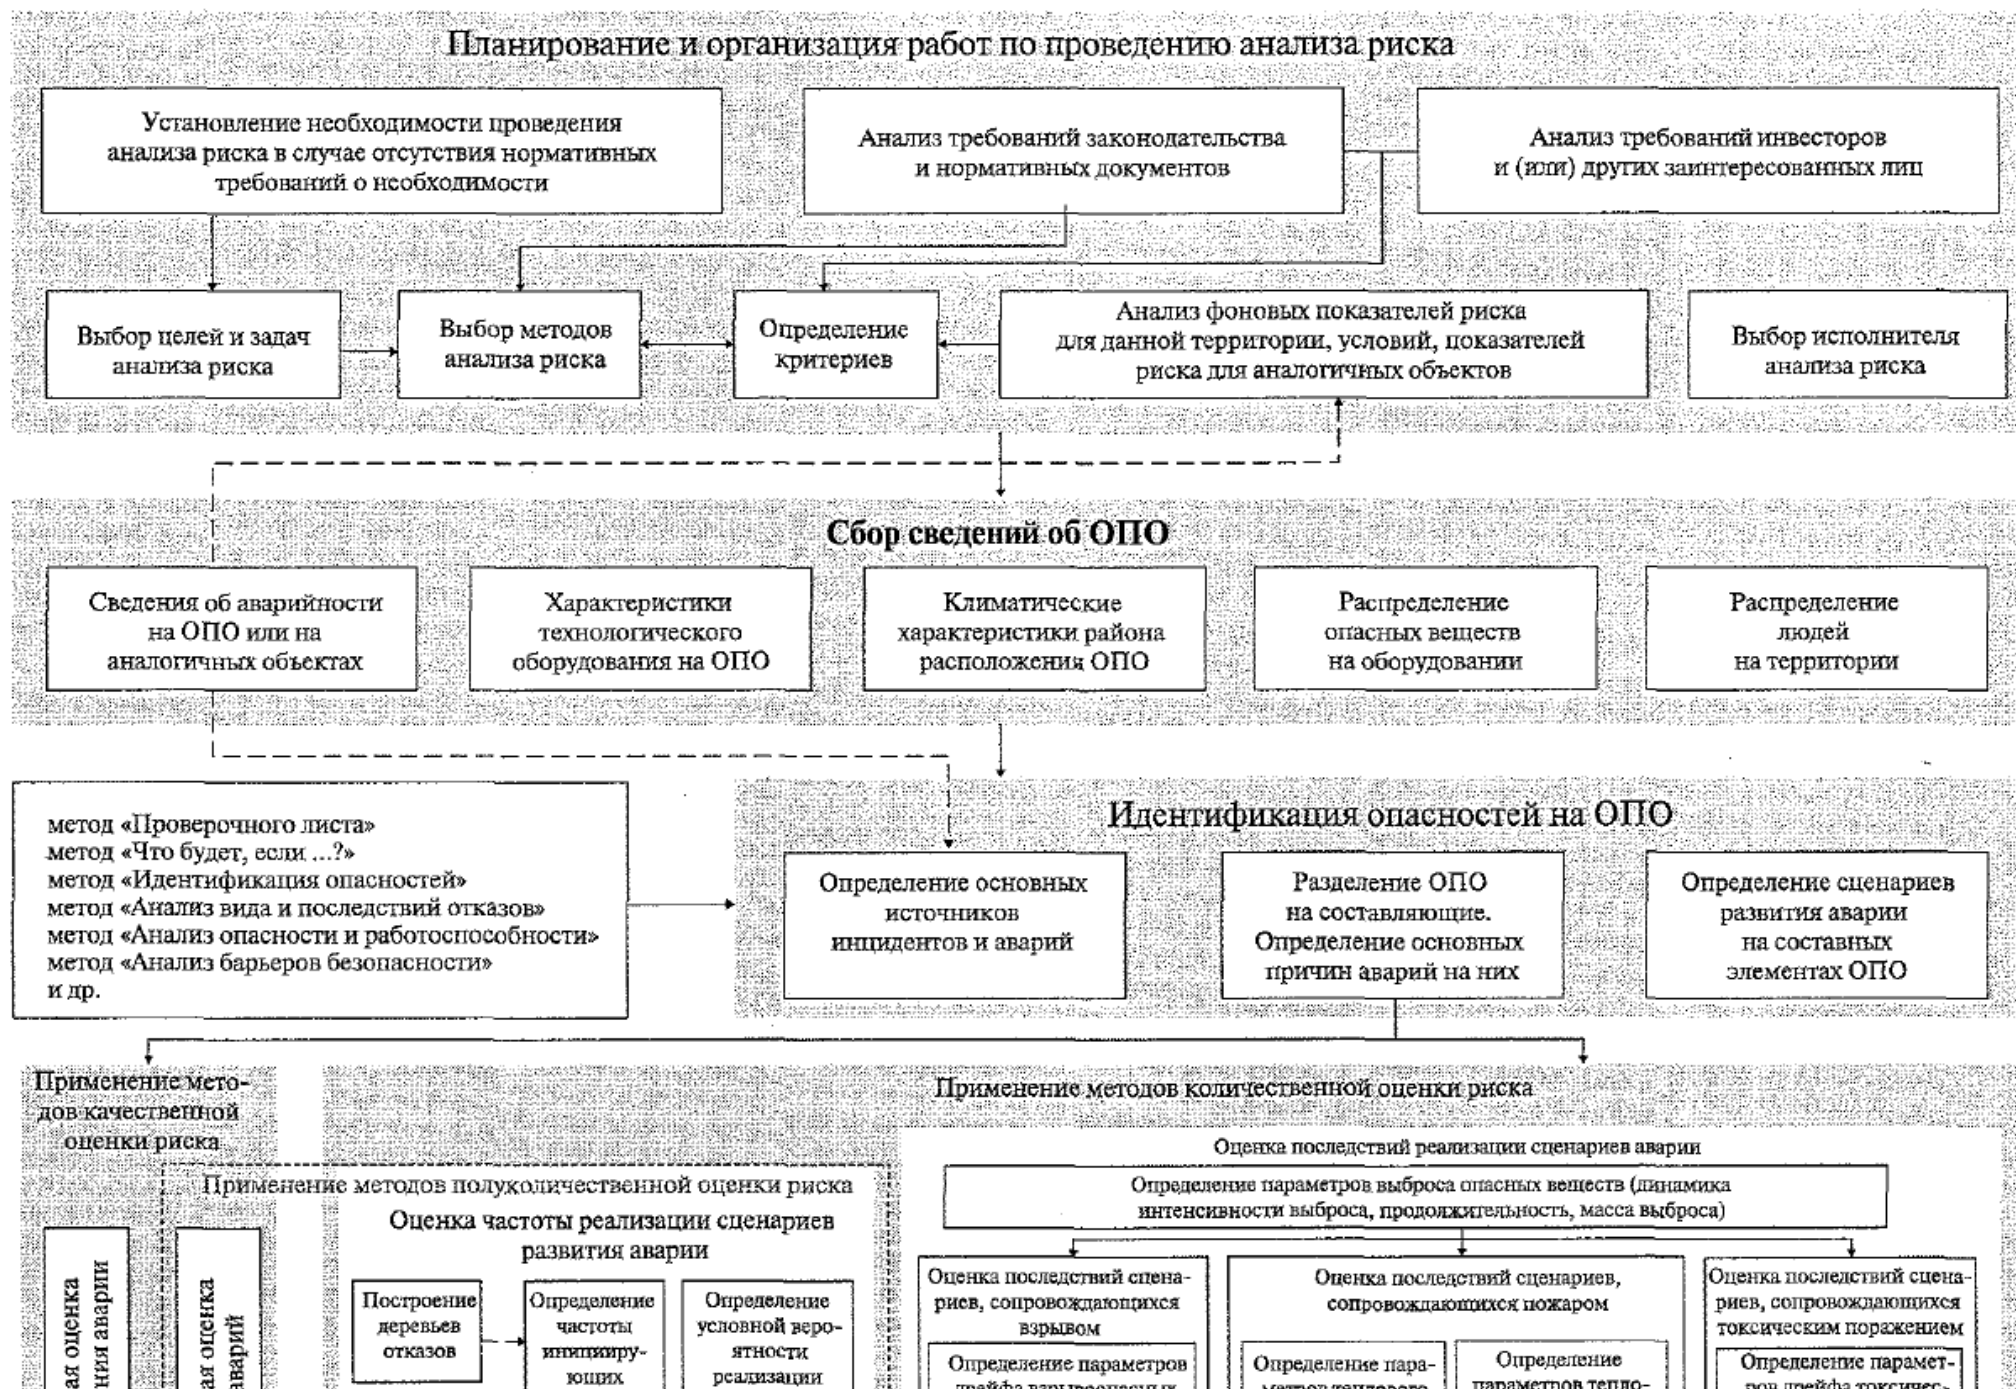 Планирование и организация работ по проведению анализа риска
Установление необходимости проведения
анализа риска в случае отсутствия нормативных
требований о необходимости
Анализ требований законодательства
и нормативных документов
Анализ требований инвесторов
и (или) других заинтересованных лиц
Выбор целей и задач
анализа риска
Выбор методов
анализа риска
Определение
критериев
Анализ фоновых показателей риска
для данной территории, условий, показателей
риска для аналогичных объектов
Выбор исполнителя
анализа риска
Сбор сведений об ОПО
Сведения об аварийности
на ОПО или на
аналогичных объектах
Характеристики
технологического
оборудования на ОПО
Климатические
характеристики района
расположения ОПО
Распределение
опасных веществ
на оборудовании
Распределение
людей
на территории
метод «Проверочного листа»
метод «Что будет, если ...?»
метод «Идентификация опасностей»
метод «Анализ вида и последствий отказов»
метод «Анализ опасности и работоспособности»
метод «Анализ барьеров безопасности»
и др.
Идентификация опасностей на ОПО
Определение основных
источников
инцидентов и аварий
Разделение ОПО
на составляющие.
Определение основных
причин аварий на них
Определение сценариев
развития аварии
на составных
элементах ОПО
Применение мето-
дов качественной
оценки риска
Применение методов количественной оценки риска
Применение методов полуколичественной оценки риска
Оценка частоты реализации сценариев
развития аварии
Построение
деревьев
отказов
Определение
частоты
иницииру-
ющих
Определение
условной веро-
ятности
реализации
Оценка последствий реализации сценариев аварии
Определение параметров выброса опасных веществ (динамика
интенсивности выброса, продолжительность, масса выброса)
Оценка последствий сцена-
риев, сопровождающихся
взрывом
Определение параметров
Оценка последствий сценариев,
сопровождающихся пожаром
Определение пара-
Определение
параметров тепло-
Оценка последствий сцена-
риев, сопровождающихся
токсическим поражением
Определение парамет-
оценка
аварии
оценка
аварий